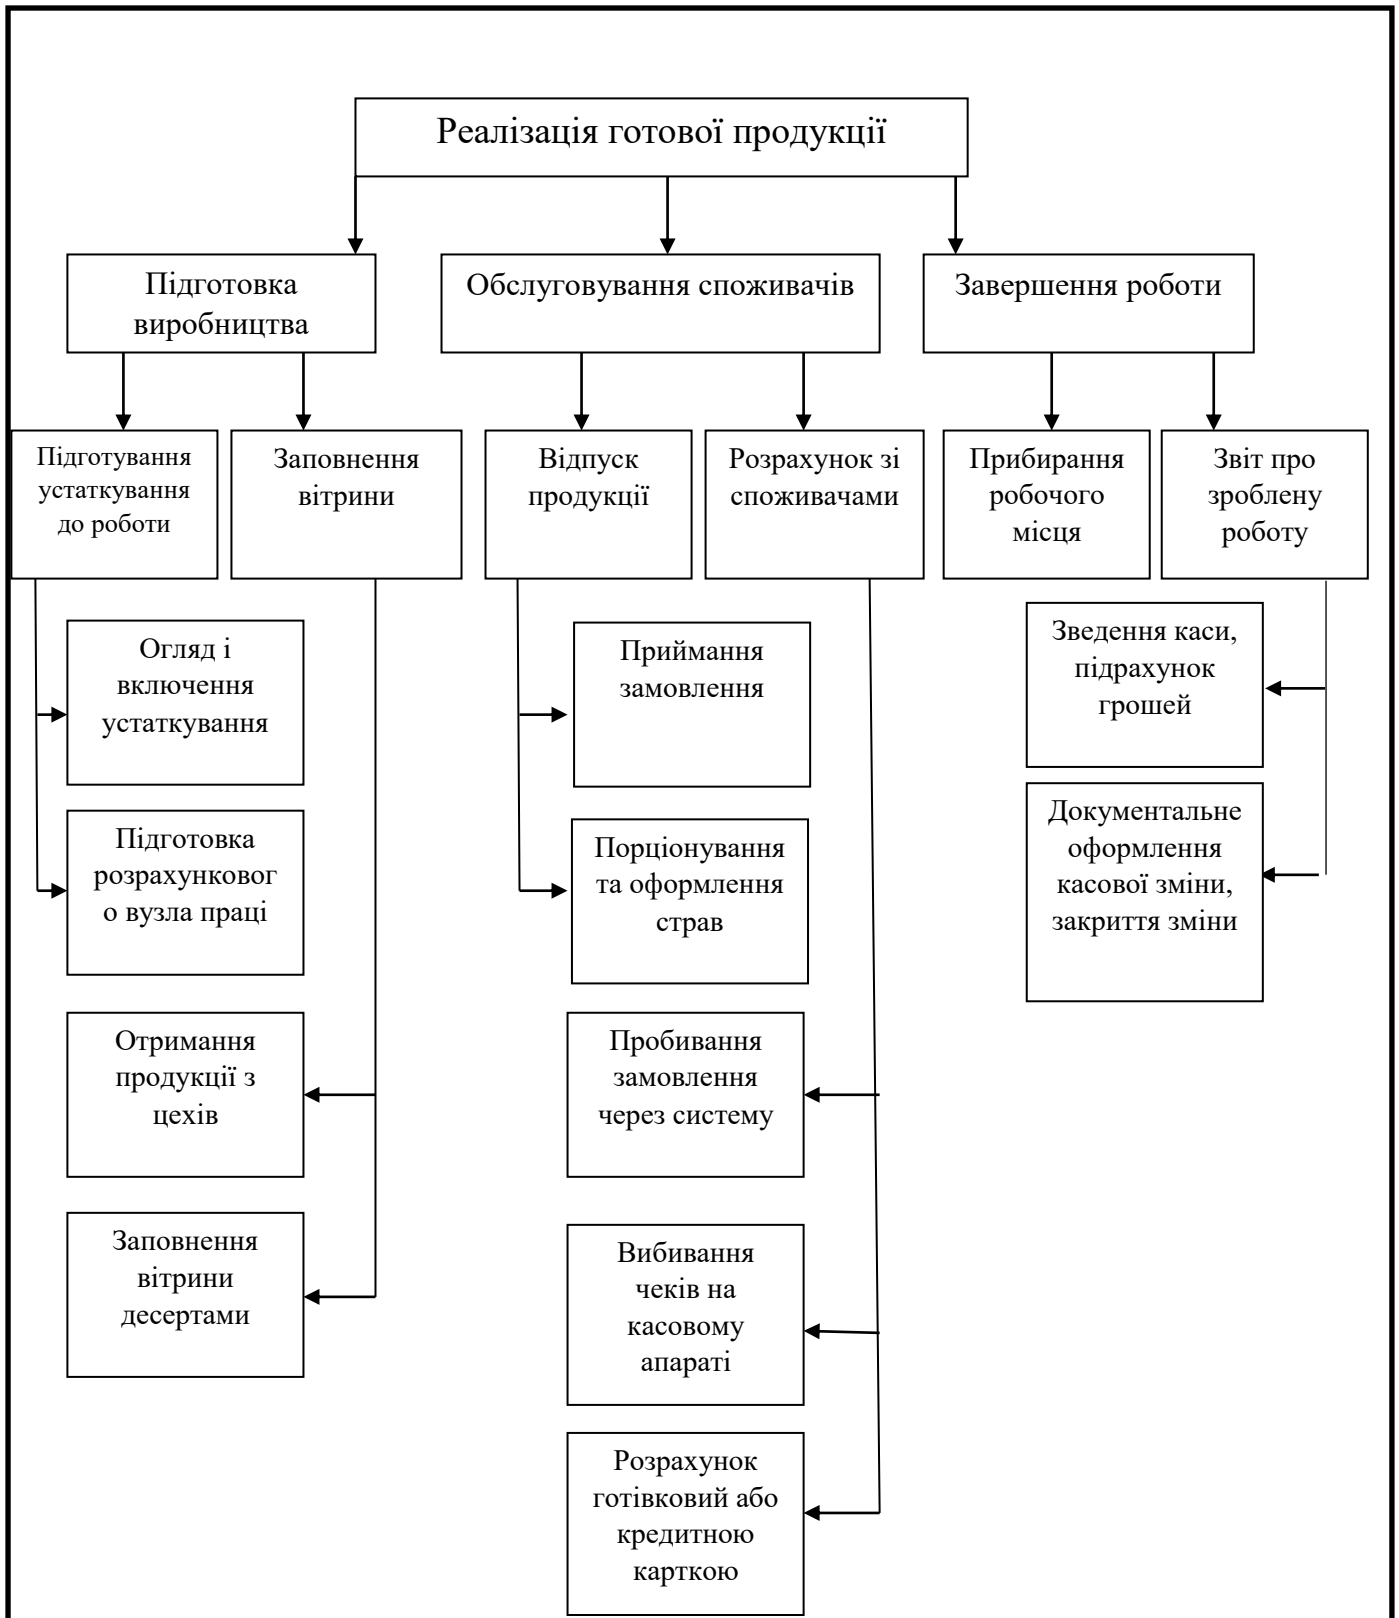 Реалізація готової продукції
Підготовка
виробництва
Обслуговування споживачів
Завершення роботи
Підготування
устаткування
до роботи
Заповнення
вітрини
Відпуск
продукції
Розрахунок зі
споживачами
Прибирання
робочого
місця
Звіт про
зроблену
роботу
Огляд і
включення
устаткування
Підготовка
розрахунковог
о вузла праці
Отримання
продукції з
цехів
Заповнення
вітрини
десертами
Приймання
замовлення
Порціонування
та оформлення
страв
Пробивання
замовлення
через систему
Вибивання
чеків на
касовому
апараті
Розрахунок
готівковий або
кредитною
карткою
Зведення каси,
підрахунок
грошей
Документальне
оформлення
касової зміни,
закриття зміни